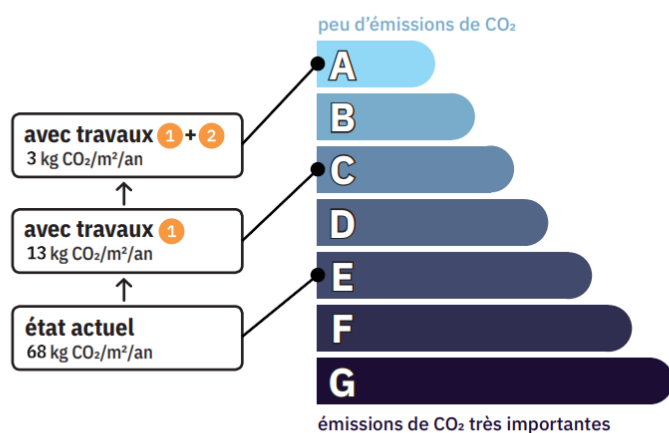 peu d'émissions de CO₂
A
B
C
D
E
F
G
émissions de CO₂ très importantes
avec travaux 1 + 2
3 kg CO₂/m²/an
avec travaux 1
13 kg CO₂/m²/an
état actuel
68 kg CO₂/m²/an